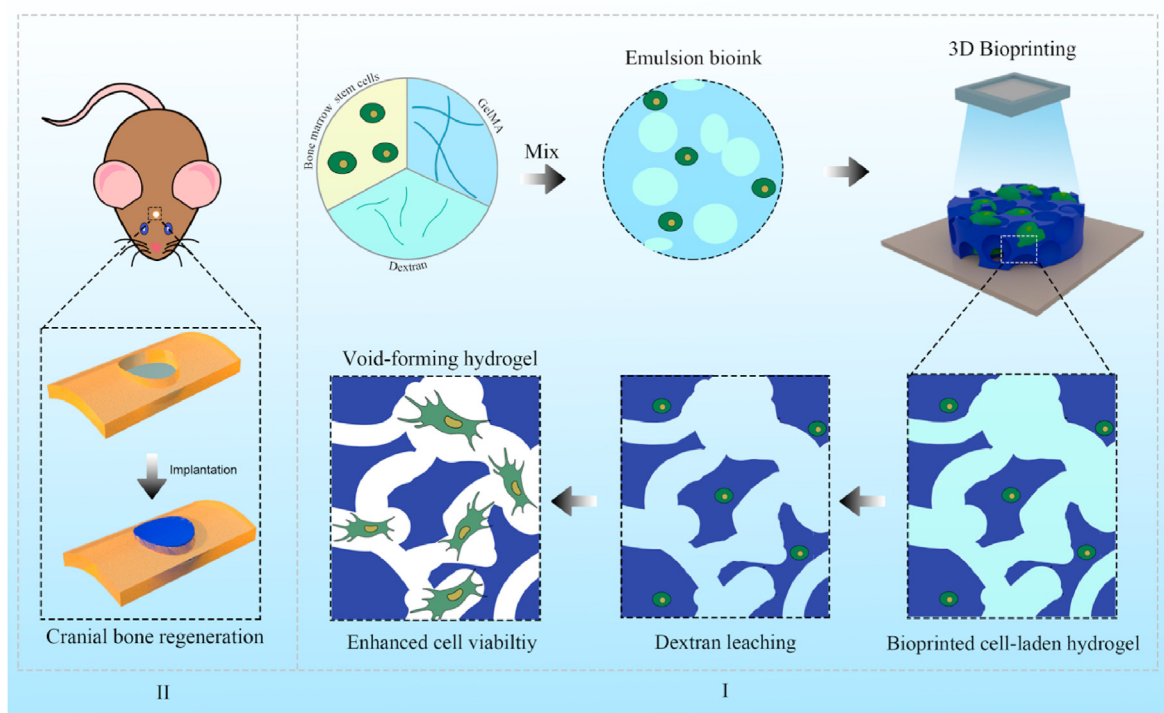 Bone marrow stem cells
GelMA
Dextran
Mix
Emulsion bioink
3D Bioprinting
Void-forming hydrogel
Implantation
Cranial bone regeneration
Enhanced cell viabiltiy
Dextran leaching
Bioprinted cell-laden hydrogel
II
I